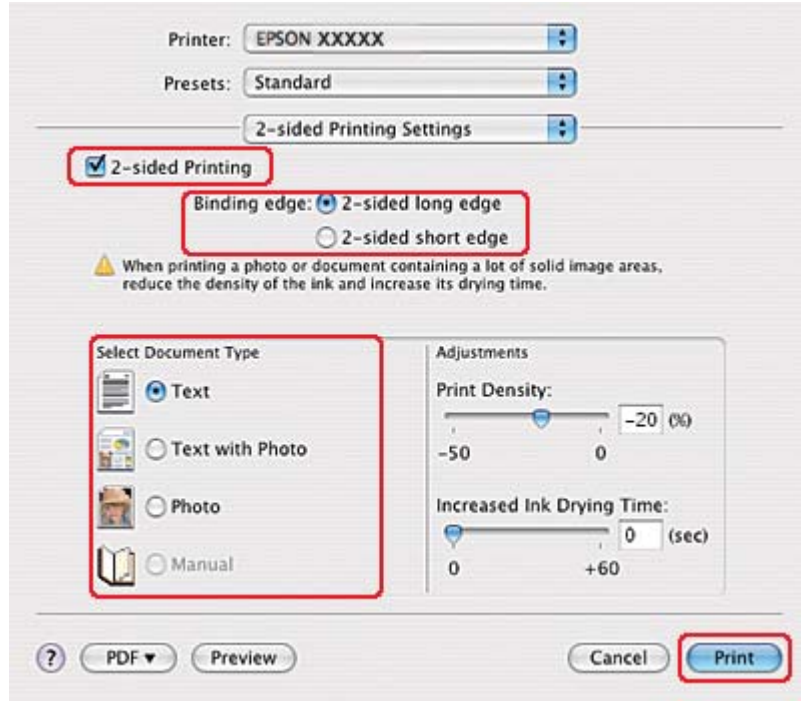 Printer: EPSON XXXXX
Presets: Standard
2-sided Printing Settings
2-sided Printing
Binding edge: 2-sided long edge
2-sided short edge
When printing a photo or document containing a lot of solid image areas,
reduce the density of the ink and increase its drying time.
Select Document Type
Text
Text with Photo
Photo
Manual
Adjustments
Print Density:
-20 (%)
-50 0
Increased Ink Drying Time:
0 (sec)
0 +60
? PDF Preview Cancel Print